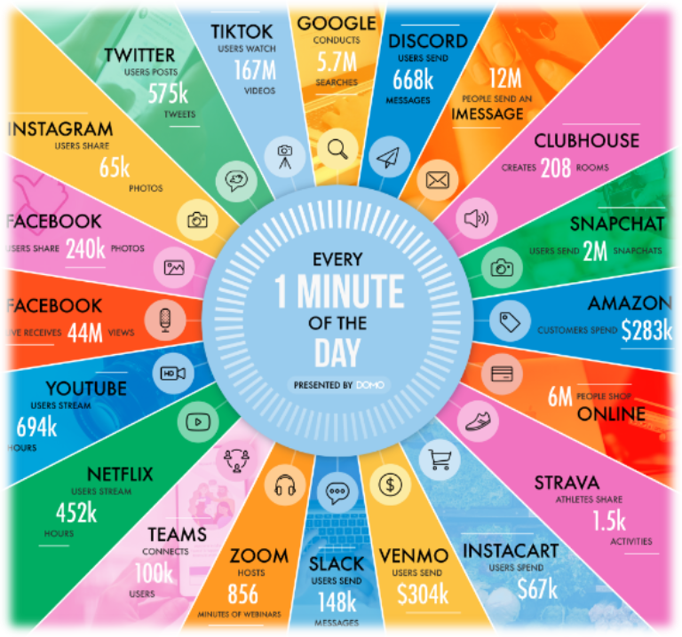 GOOGLE
CONDUCTS
5.7M
SEARCHES
DISCORD
USERS SEND
668k
MESSAGES
12M
PEOPLE SEND AN
IMESSAGE
CLUBHOUSE
CREATES 208 ROOMS
SNAPCHAT
USERS SEND 2M SNAPCHATS
AMAZON
CUSTOMERS SPEND $283k
6M PEOPLE SHOP
ONLINE
STRAVA
ATHLETES SHARE
1.5k
ACTIVITIES
INSTACART
USERS SPEND
$67k
VENMO
USERS SEND
$304k
SLACK
USERS SEND
148k
MESSAGES
ZOOM
HOSTS
856
MINUTES OF WEBINARS
TEAMS
CONNECTS
100k
USERS
NETFLIX
USERS STREAM
452k
HOURS
YOUTUBE
USERS STREAM
694k
HOURS
FACEBOOK
IVE RECEIVES 44M VIEWS
FACEBOOK
USERS SHARE 240k PHOTOS
INSTAGRAM
USERS SHARE
65k
PHOTOS
TWITTER
USERS POSTS
575k
TWEETS
TIKTOK
USERS WATCH
167M
VIDEOS
EVERY
1 MINUTE
OF THE
DAY
PRESENTED BY DOMO
HD